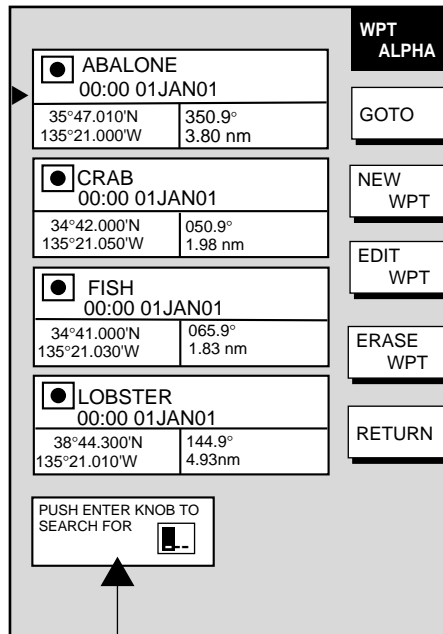 WPT
ALPHA
ABALONE
00:00 01JAN01
35°47.010'N
350.9°
135°21.000'W
3.80 nm
CRAB
00:00 01JAN01
34°42.000'N
050.9°
135°21.050'W
1.98 nm
FISH
00:00 01JAN01
34°41.000'N
065.9°
135°21.030'W
1.83 nm
LOBSTER
00:00 01JAN01
38°44.300'N
144.9°
135°21.010'W
4.93nm
PUSH ENTER KNOB TO
SEARCH FOR
GOTO
NEW
WPT
EDIT
WPT
ERASE
WPT
RETURN